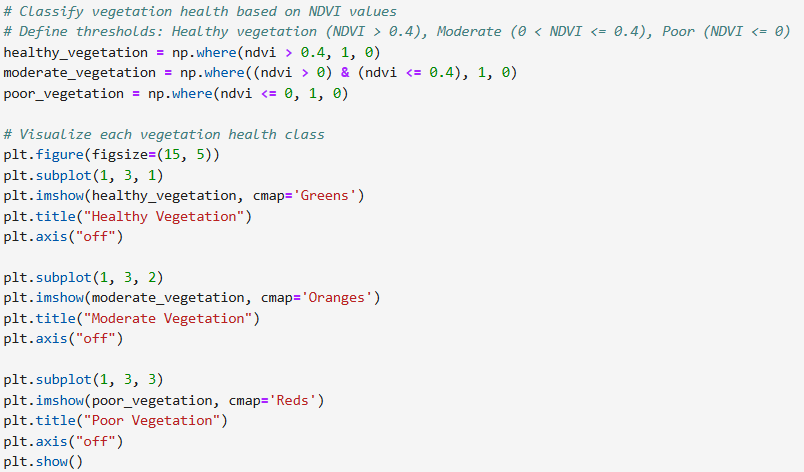 # Classify vegetation health based on NDVI values
# Define thresholds: Healthy vegetation (NDVI > 0.4), Moderate (0 < NDVI <= 0.4), Poor (NDVI <= 0)
healthy_vegetation = np.where(ndvi > 0.4, 1, 0)
moderate_vegetation = np.where((ndvi > 0) & (ndvi <= 0.4), 1, 0)
poor_vegetation = np.where(ndvi <= 0, 1, 0)

# Visualize each vegetation health class
plt.figure(figsize=(15, 5))
plt.subplot(1, 3, 1)
plt.imshow(healthy_vegetation, cmap='Greens')
plt.title("Healthy Vegetation")
plt.axis("off")

plt.subplot(1, 3, 2)
plt.imshow(moderate_vegetation, cmap='Oranges')
plt.title("Moderate Vegetation")
plt.axis("off")

plt.subplot(1, 3, 3)
plt.imshow(poor_vegetation, cmap='Reds')
plt.title("Poor Vegetation")
plt.axis("off")
plt.show()